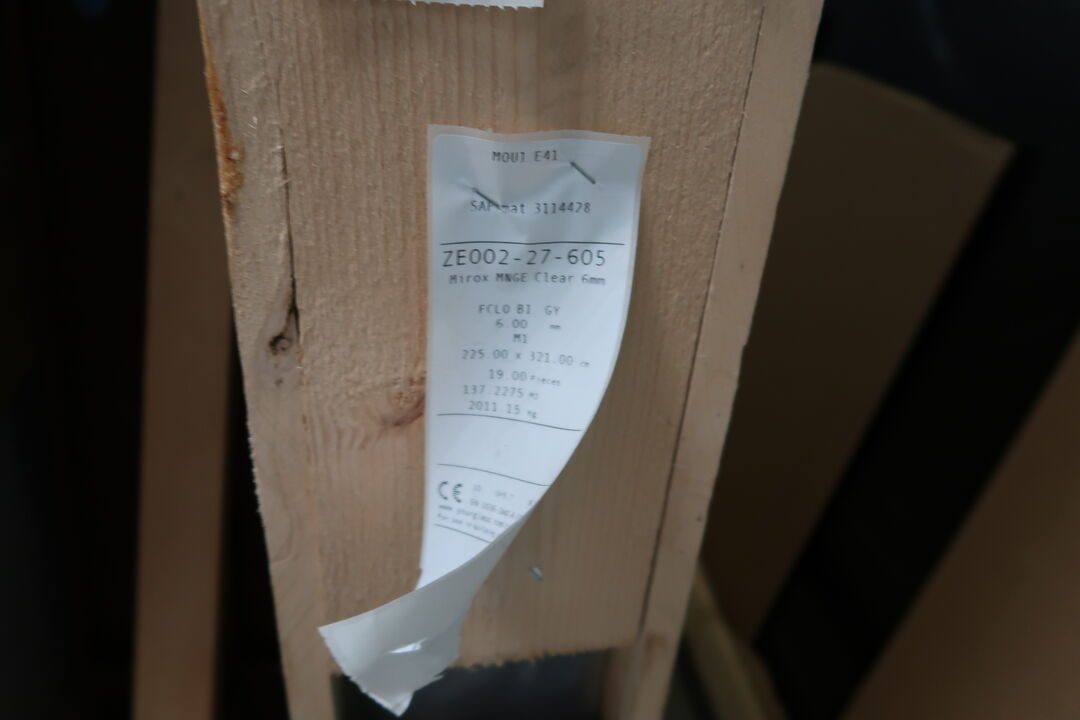 MOU1 E41
SAP mat 3114428
ZE002-27-605
Mirox MNGE Clear 6mm
FCLO BI GY
6.00 mm
M1
225.00 x 321.00 cm
19.00 Pieces
137.2275 M2
2011.15 Kg
CE